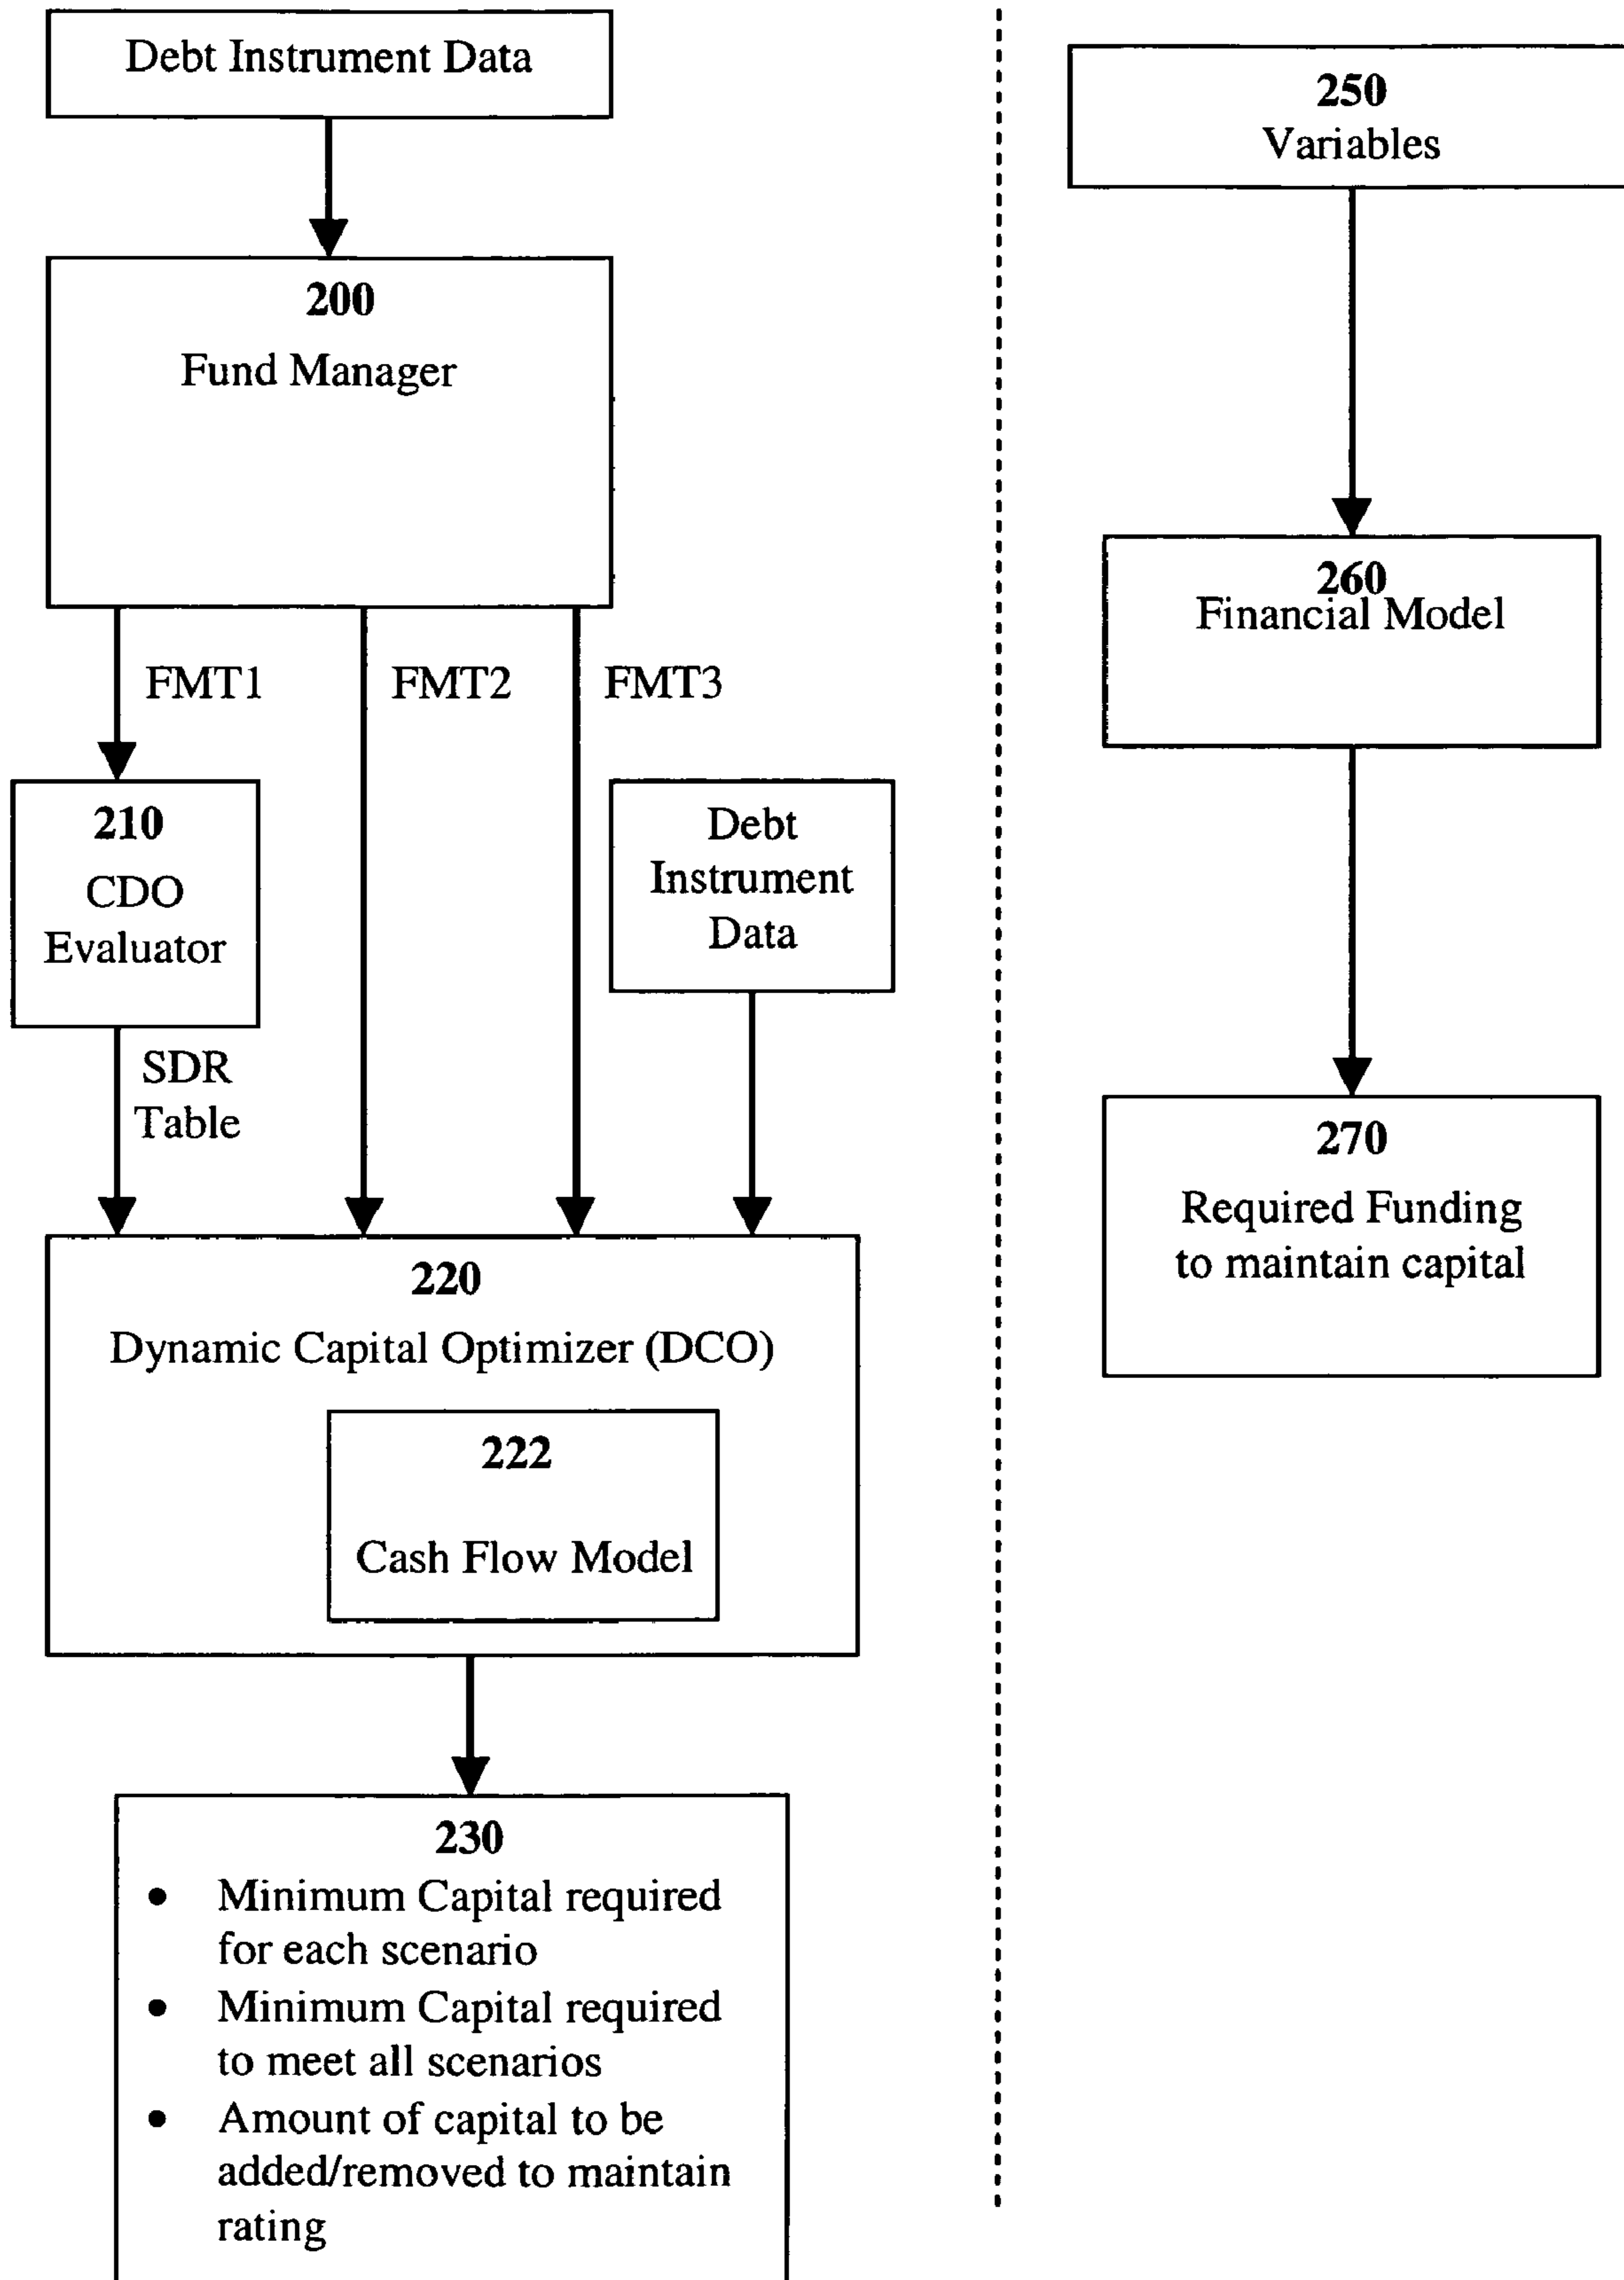 Debt Instrument Data
200
Fund Manager
FMT1
FMT2
FMT3
210
CDO
Evaluator
Debt
Instrument
Data
SDR
Table
220
Dynamic Capital Optimizer (DCO)
222
Cash Flow Model
230
• Minimum Capital required
for each scenario
• Minimum Capital required
to meet all scenarios
• Amount of capital to be
added/removed to maintain
rating
250
Variables
260
Financial Model
270
Required Funding
to maintain capital